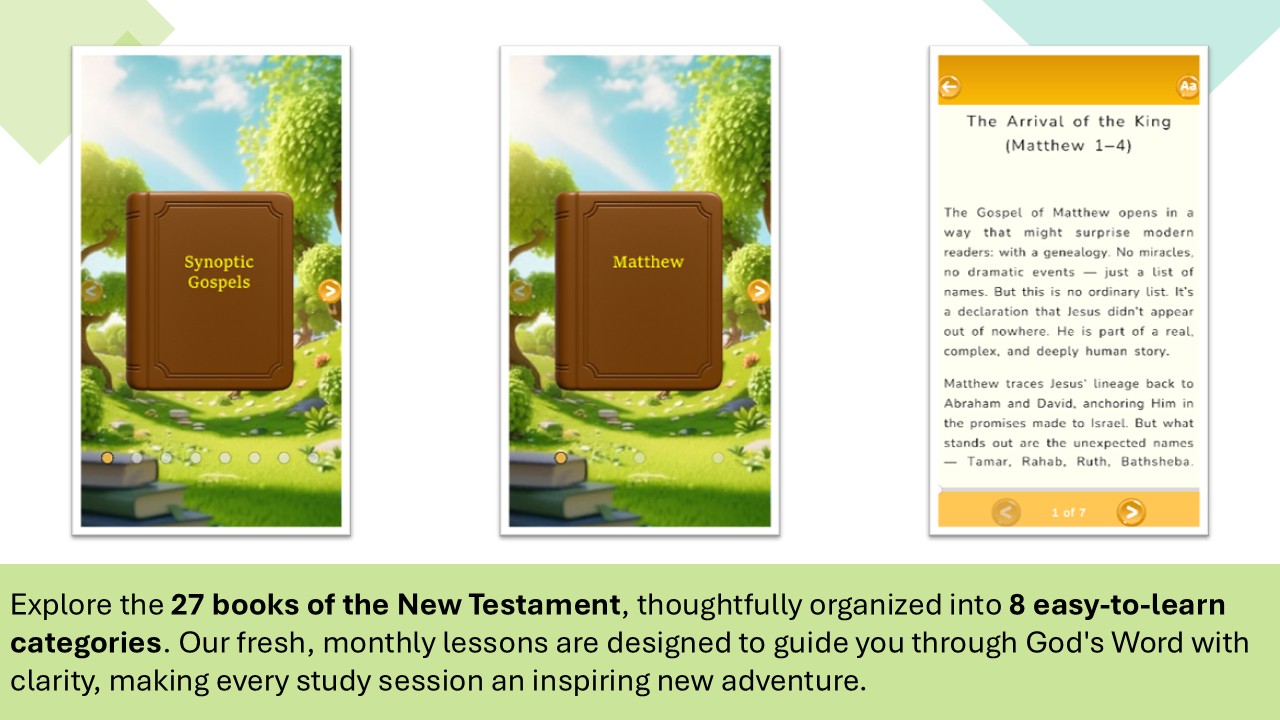 Synoptic
Gospels
Matthew
Aa
The Arrival of the King
(Matthew 1–4)
The Gospel of Matthew opens in a
way that might surprise modern
readers: with a genealogy. No miracles,
no dramatic events — just a list of
names. But this is no ordinary list. It's
a declaration that Jesus didn't appear
out of nowhere. He is part of a real,
complex, and deeply human story.
Matthew traces Jesus' lineage back to
Abraham and David, anchoring Him in
the promises made to Israel. But what
stands out are the unexpected names
— Tamar, Rahab, Ruth, Bathsheba.
1 of 7
Explore the 27 books of the New Testament, thoughtfully organized into 8 easy-to-learn
categories. Our fresh, monthly lessons are designed to guide you through God's Word with
clarity, making every study session an inspiring new adventure.